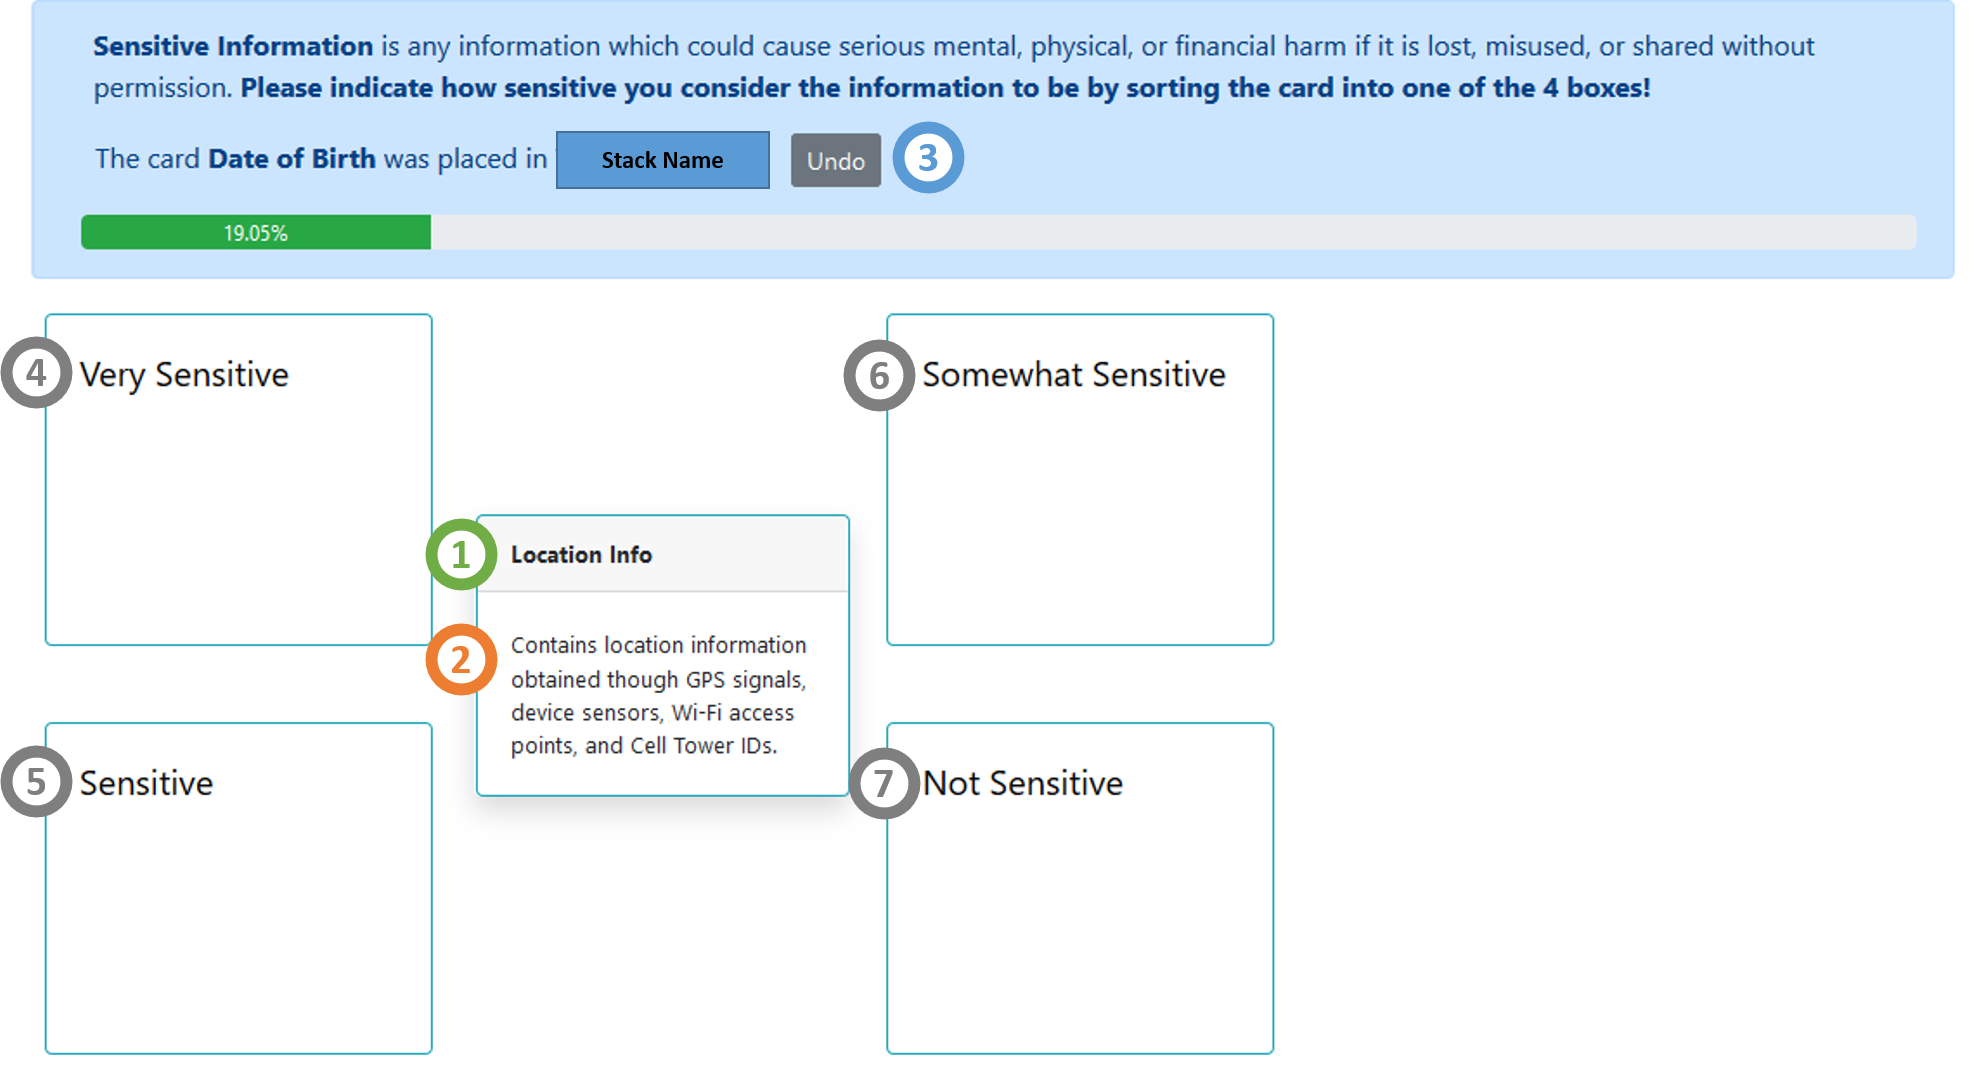 Sensitive Information is any information which could cause serious mental, physical, or financial harm if it is lost, misused, or shared without
permission. Please indicate how sensitive you consider the information to be by sorting the card into one of the 4 boxes!
The card Date of Birth was placed in Stack Name Undo 3
19.05%
4 Very Sensitive
6 Somewhat Sensitive
1 Location Info
2 Contains location information
obtained though GPS signals,
device sensors, Wi-Fi access
points, and Cell Tower IDs.
5 Sensitive
7 Not Sensitive